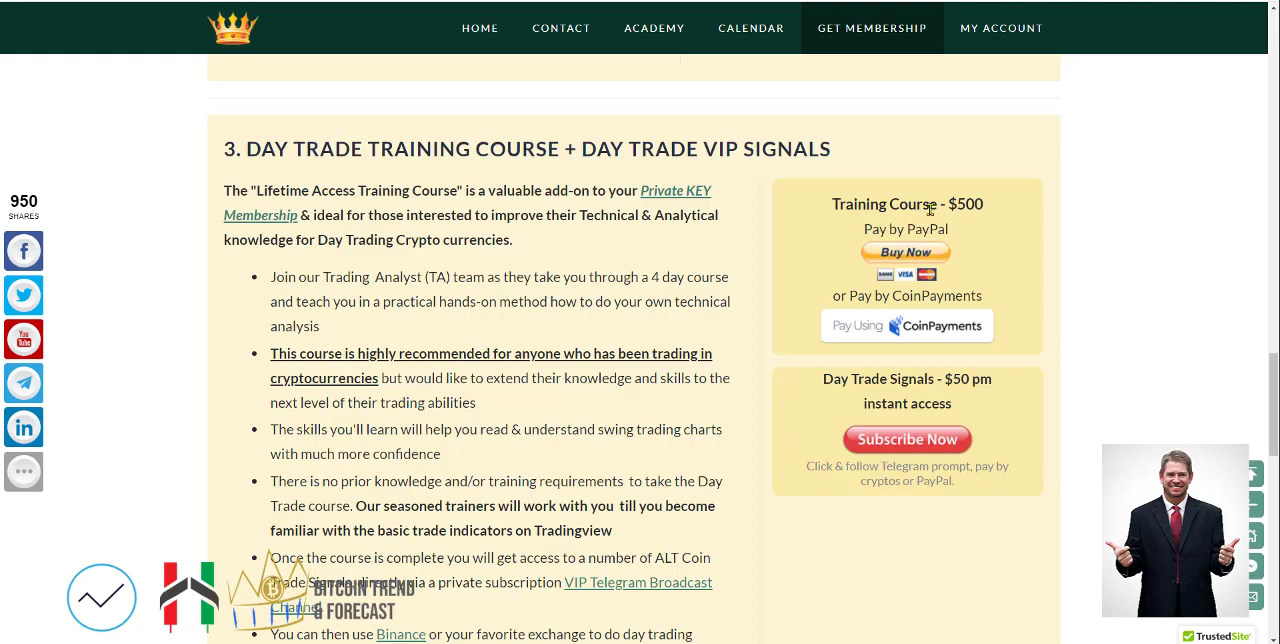 HOME CONTACT ACADEMY CALENDAR GET MEMBERSHIP MY ACCOUNT
3. DAY TRADE TRAINING COURSE + DAY TRADE VIP SIGNALS
The "Lifetime Access Training Course" is a valuable add-on to your Private KEY
Membership & ideal for those interested to improve their Technical & Analytical
knowledge for Day Trading Crypto currencies.
Join our Trading Analyst (TA) team as they take you through a 4 day course
and teach you in a practical hands-on method how to do your own technical
analysis
This course is highly recommended for anyone who has been trading in
cryptocurrencies but would like to extend their knowledge and skills to the
next level of their trading abilities
The skills you'll learn will help you read & understand swing trading charts
with much more confidence
There is no prior knowledge and/or training requirements to take the Day
Trade course. Our seasoned trainers will work with you till you become
familiar with the basic trade indicators on Tradingview
Once the course is complete you will get access to a number of ALT Coin
Trade Signals directly via a private subscription VIP Telegram Broadcast
Channel
You can then use Binance or your favorite exchange to do day trading
Training Course - $500
Pay by PayPal
Buy Now
BANK VISA
or Pay by CoinPayments
Pay Using CoinPayments
Day Trade Signals - $50 pm
instant access
Subscribe Now
Click & follow Telegram prompt, pay by
cryptos or PayPal.
950
SHARES
You
Tube
BITCOIN TREND
& FORECAST
TrustedSite